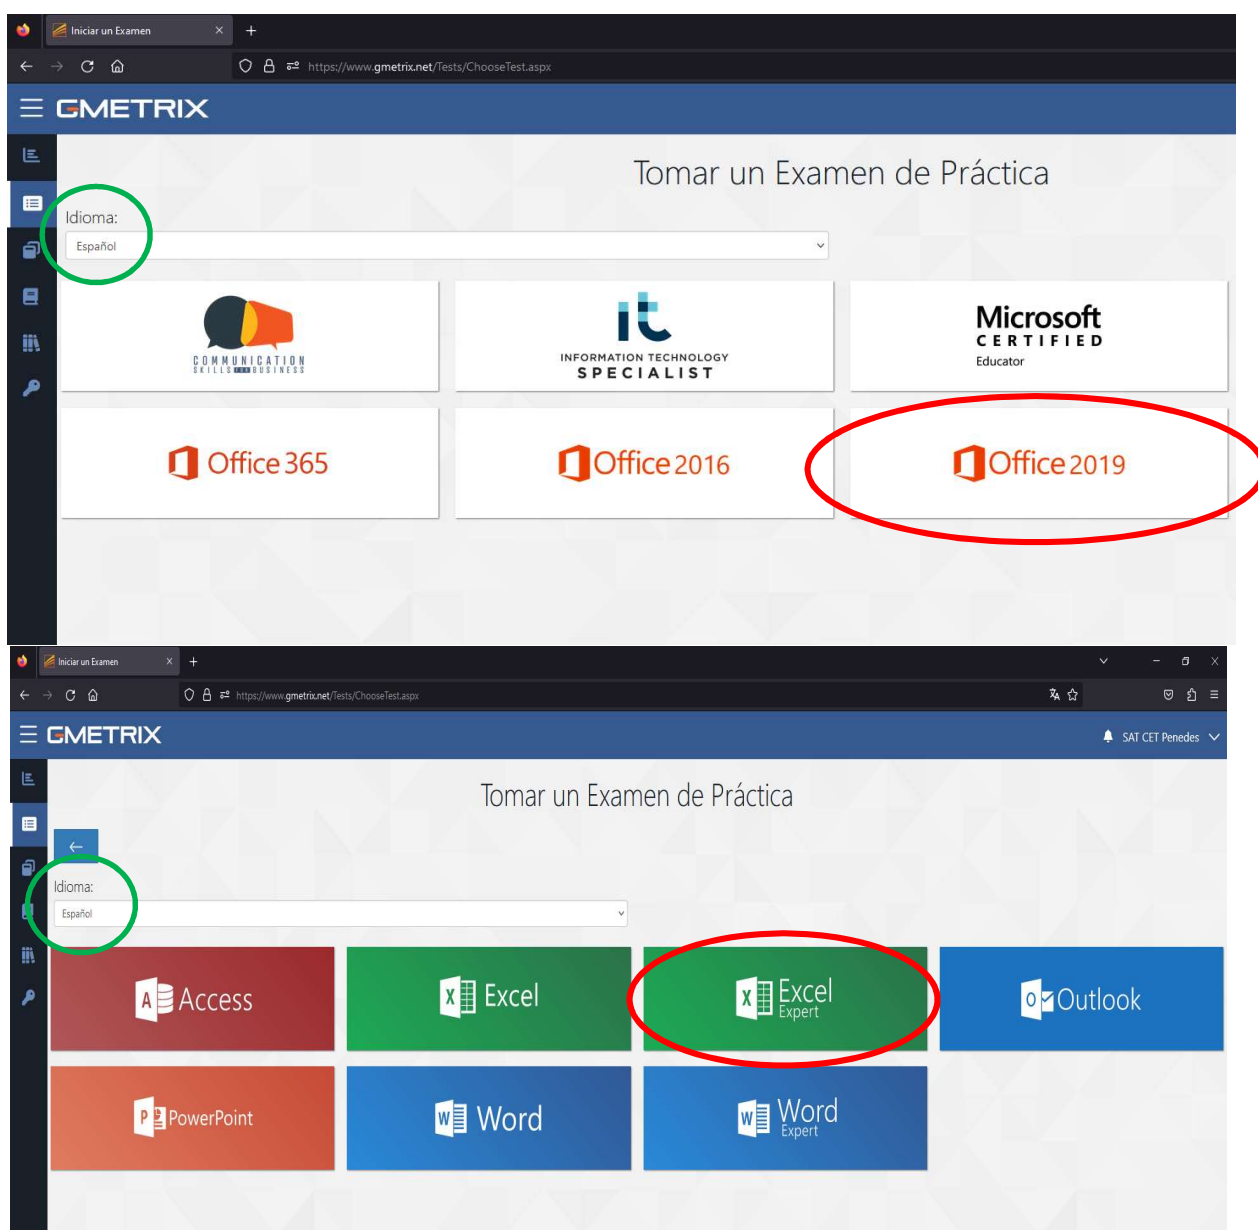 Iniciar un Examen
https://www.gmetrix.net/Tests/ChooseTest.aspx
GMETRIX
Tomar un Examen de Práctica
Idioma:
Español
COMMUNICATION
SKILLS FOR BUSINESS
it
INFORMATION TECHNOLOGY
SPECIALIST
Microsoft
CERTIFIED
Educator
Office 365
Office 2016
Office 2019
Iniciar un Examen
https://www.gmetrix.net/Tests/ChooseTest.aspx
GMETRIX
SAT CET Penedes
Tomar un Examen de Práctica
Idioma:
Español
A Access
X Excel
X Excel
Expert
O Outlook
P PowerPoint
W Word
W Word
Expert